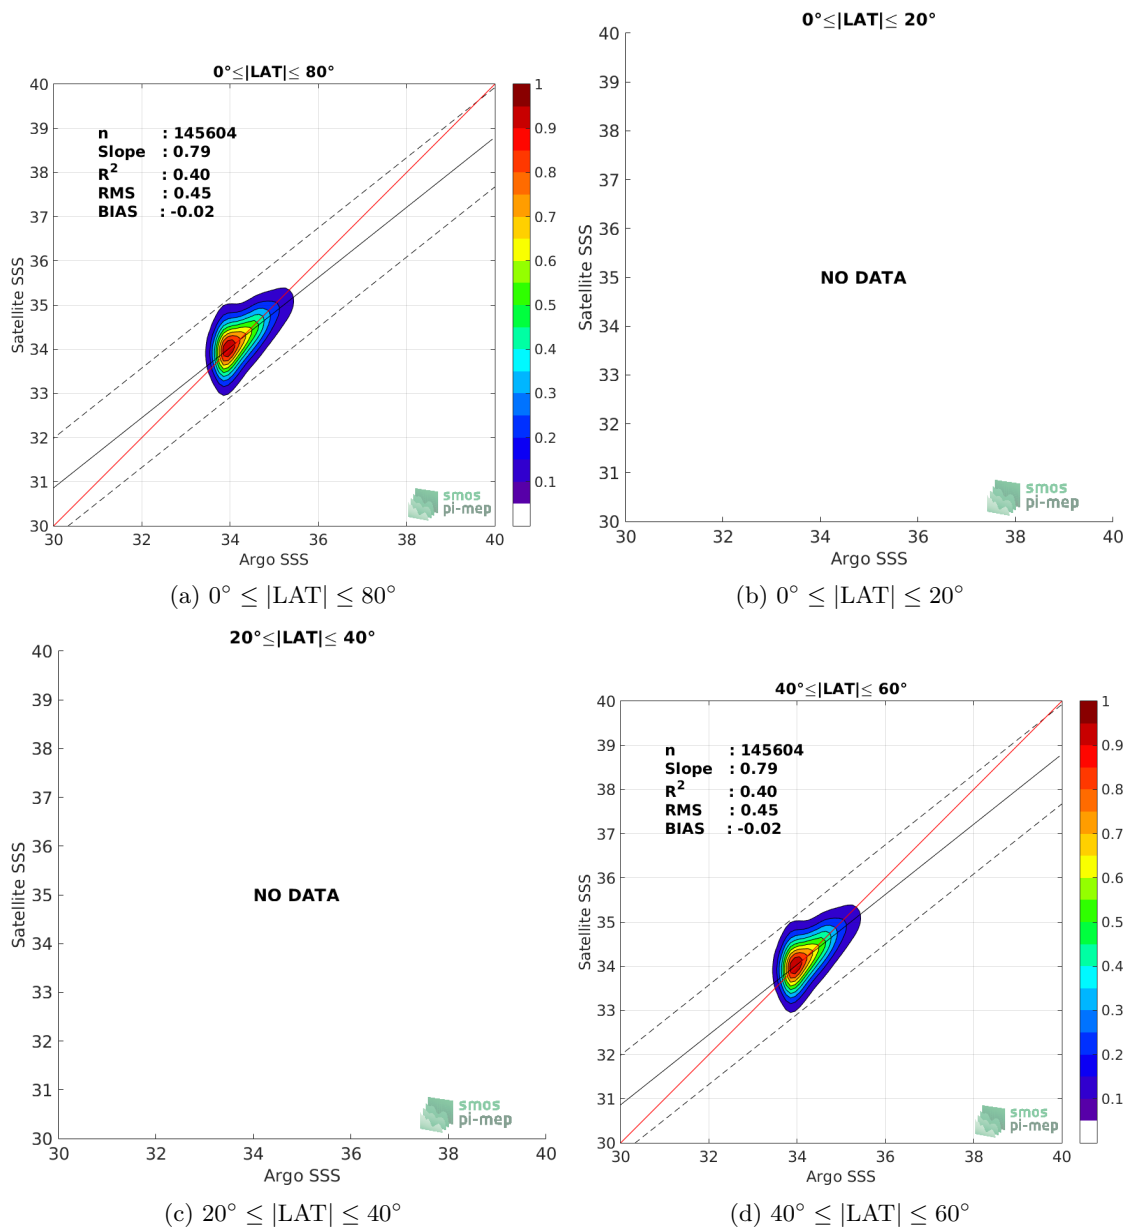 0°≤|LAT|≤ 80°
40
39
38
37
36
35
34
33
32
31
30
Satellite SSS
n : 145604
Slope : 0.79
R² : 0.40
RMS : 0.45
BIAS : -0.02
smos
pi-mep
30 32 34 36 38 40
Argo SSS
1
0.9
0.8
0.7
0.6
0.5
0.4
0.3
0.2
0.1
(a) 0° ≤ |LAT| ≤ 80°
0°≤|LAT|≤ 20°
40
39
38
37
36
35
34
33
32
31
30
Satellite SSS
NO DATA
smos
pi-mep
30 32 34 36 38 40
Argo SSS
(b) 0° ≤ |LAT| ≤ 20°
20°≤|LAT|≤ 40°
40
39
38
37
36
35
34
33
32
31
30
Satellite SSS
NO DATA
smos
pi-mep
30 32 34 36 38 40
Argo SSS
(c) 20° ≤ |LAT| ≤ 40°
40°≤|LAT|≤ 60°
40
39
38
37
36
35
34
33
32
31
30
Satellite SSS
n : 145604
Slope : 0.79
R² : 0.40
RMS : 0.45
BIAS : -0.02
smos
pi-mep
30 32 34 36 38 40
Argo SSS
1
0.9
0.8
0.7
0.6
0.5
0.4
0.3
0.2
0.1
(d) 40° ≤ |LAT| ≤ 60°